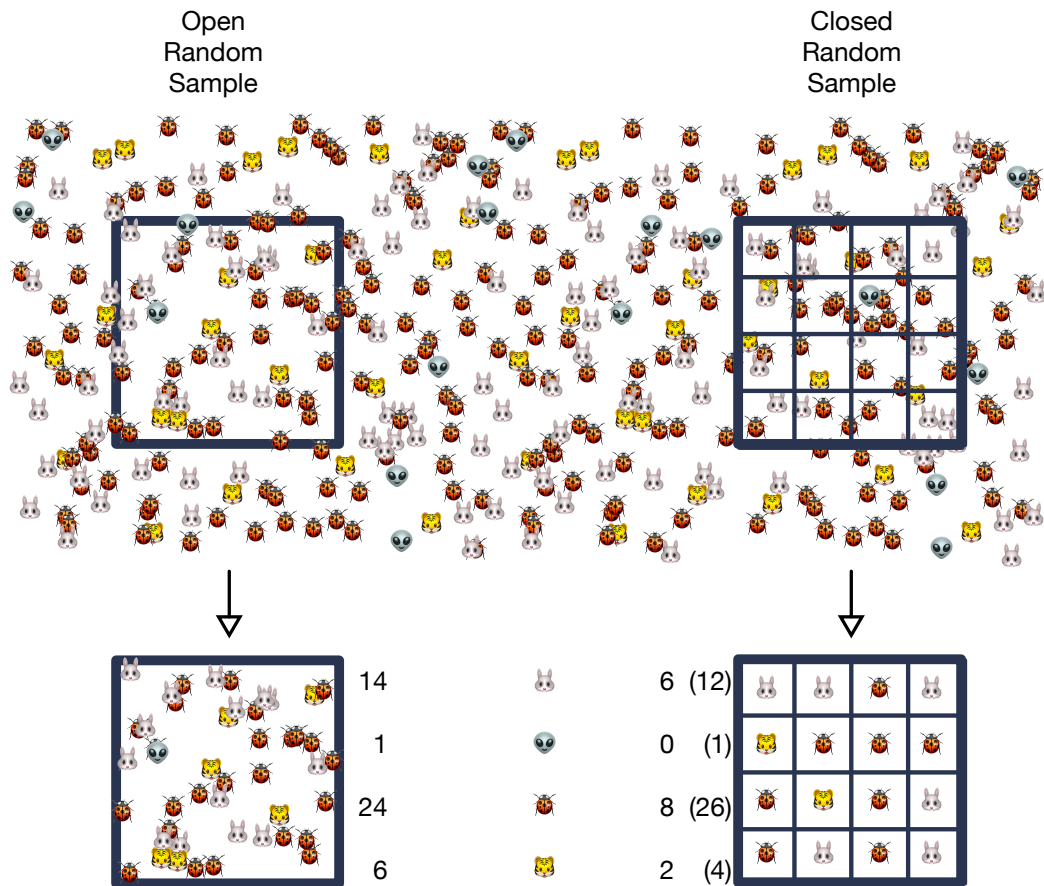 Open
Random
Sample
Closed
Random
Sample
14 6 (12)
1 0 (1)
24 8 (26)
6 2 (4)